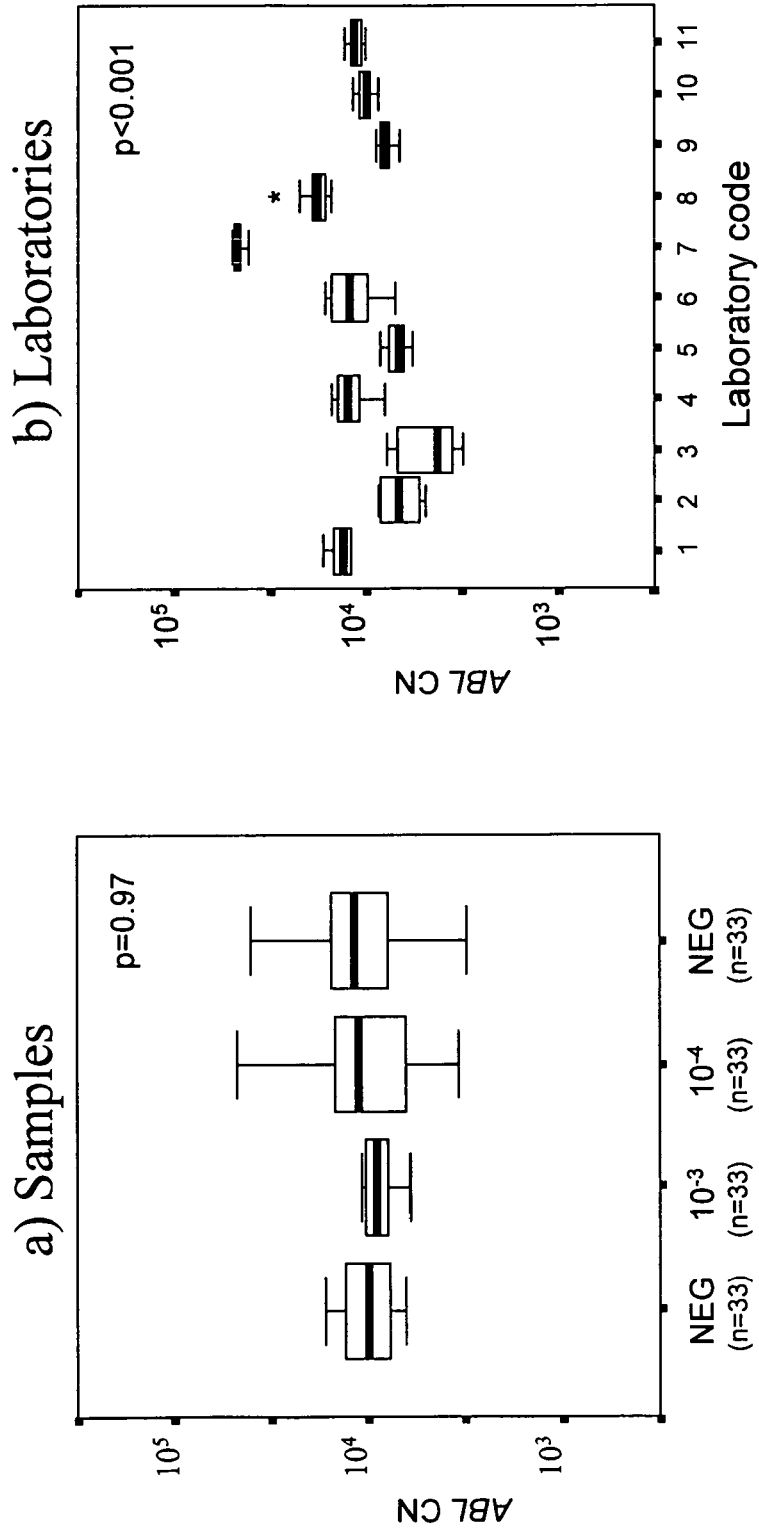 a) Samples
p=0.97
10⁵
10⁴
10³
ABL CN
NEG
(n=33)
10⁻³
(n=33)
10⁻⁴
(n=33)
NEG
(n=33)
b) Laboratories
p<0.001
*
10⁵
10⁴
10³
ABL CN
1 2 3 4 5 6 7 8 9 10 11
Laboratory code